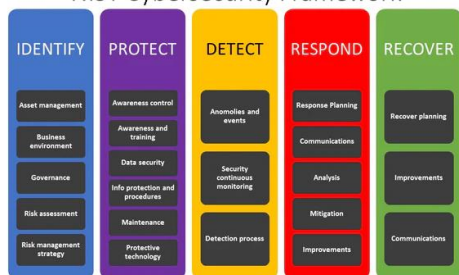 NIST Cybersecurity Framework
IDENTIFY
Asset management
Business
environment
Governance
Risk assessment
Risk management
strategy
PROTECT
Awareness control
Awareness and
training
Data security
Info protection and
procedures
Maintenance
Protective
technology
DETECT
Anomolies and
events
Security
continuous
monitoring
Detection process
RESPOND
Response Planning
Communications
Analysis
Mitigation
Improvements
RECOVER
Recover planning
Improvements
Communications